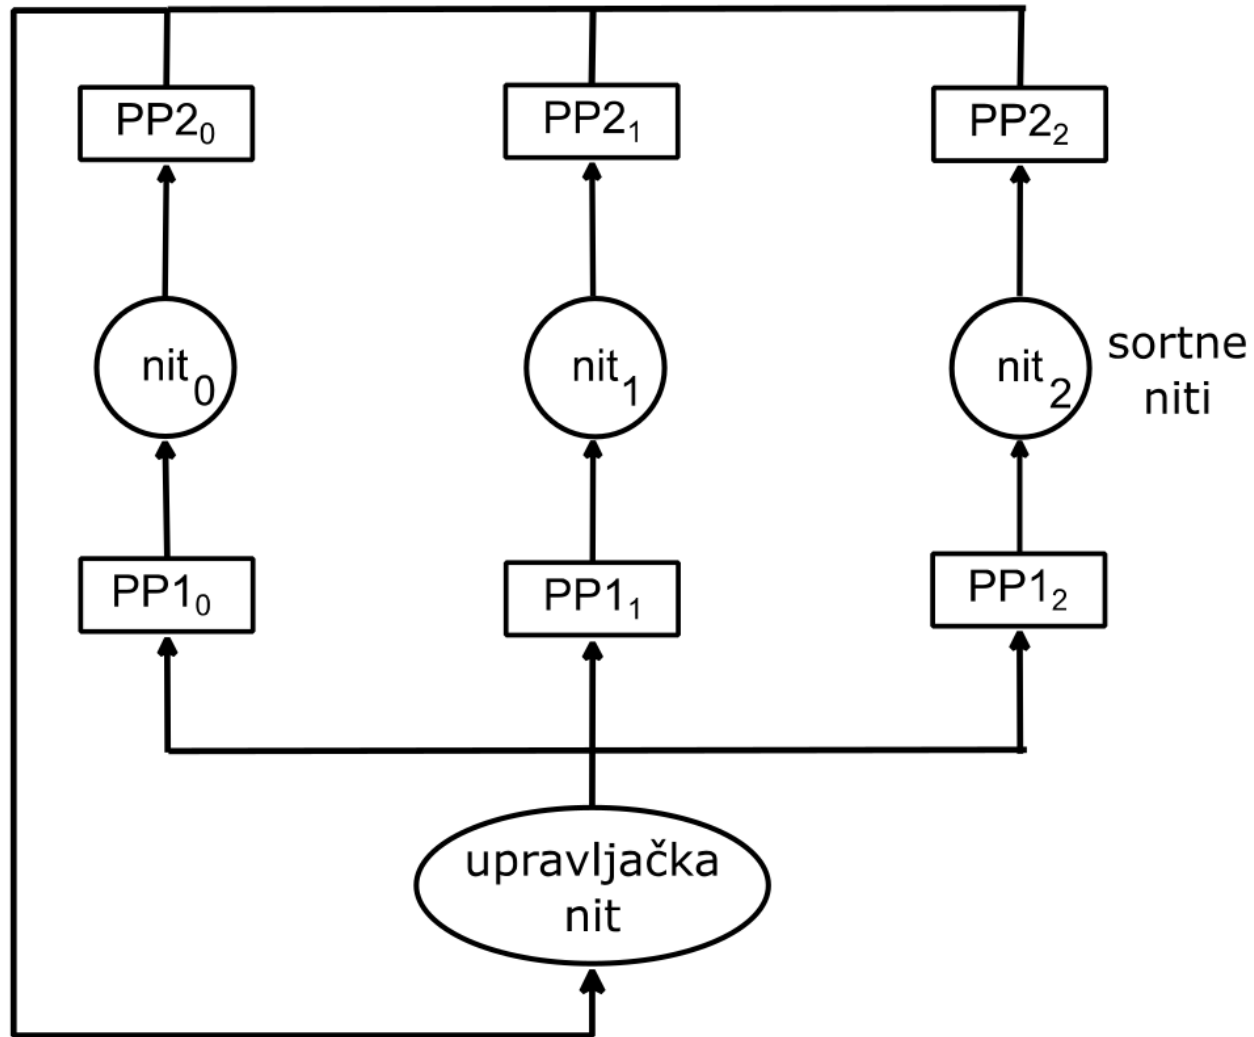 PP2₀
PP2₁
PP2₂
nit₀
nit₁
nit₂
sortne
niti
PP1₀
PP1₁
PP1₂
upravljačka
nit